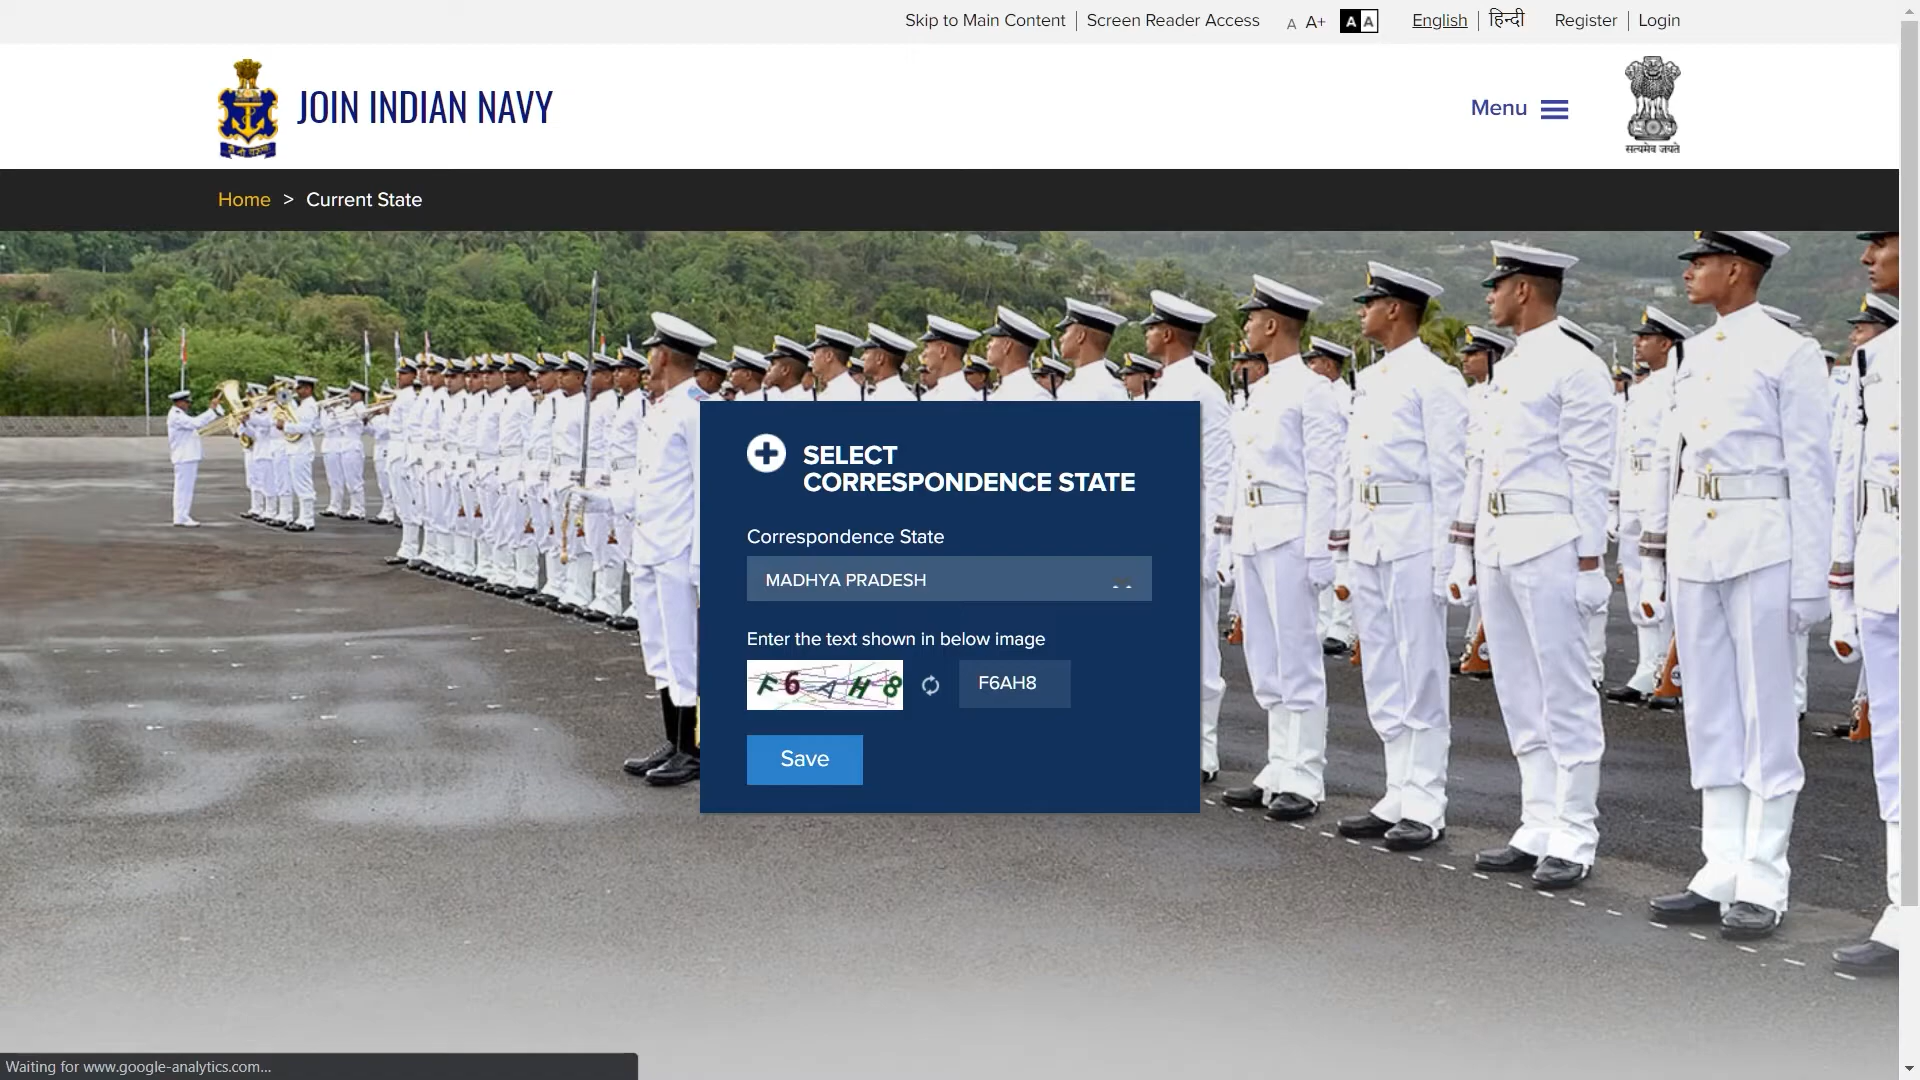 Skip to Main Content | Screen Reader Access A A+ A A English | हिन्दी Register | Login
JOIN INDIAN NAVY
Menu
सत्यमेव जयते
Home > Current State
SELECT
CORRESPONDENCE STATE
Correspondence State
MADHYA PRADESH
Enter the text shown in below image
F6AH8 F6AH8
Save
Waiting for www.google-analytics.com...